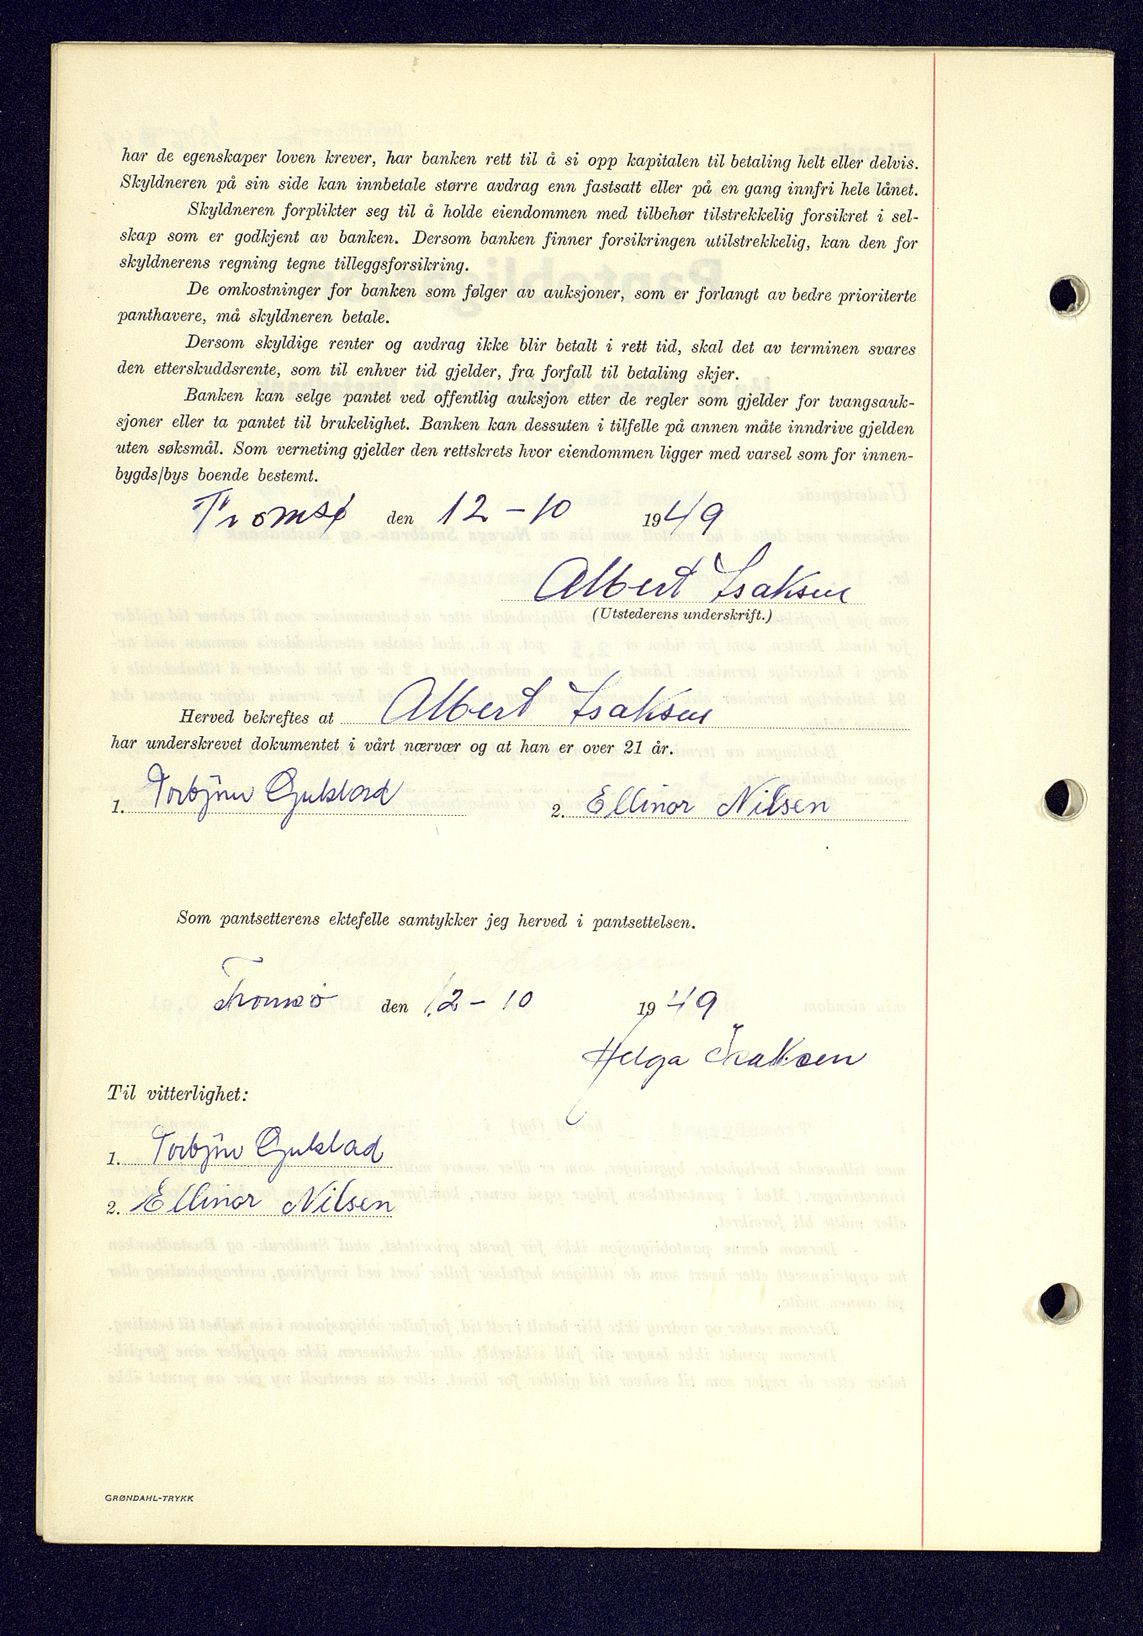 har de egenskaper loven krever, har banken rett til å si opp kapitalen til betaling helt eller delvis.
Skyldneren på sin side kan innbetale større avdrag enn fastsatt eller på en gang innfri hele lånet.
Skyldneren forplikter seg til å holde eiendommen med tilbehør tilstrekkelig forsikret i sel-
skap som er godkjent av banken. Dersom banken finner forsikringen utilstrekkelig, kan den for
skyldnerens regning tegne tilleggsforsikring.
De omkostninger for banken som følger av auksjoner, som er forlangt av bedre prioriterte
panthavere, må skyldneren betale.
Dersom skyldige renter og avdrag ikke blir betalt i rett tid, skal det av terminen svares
den etterskuddsrente, som til enhver tid gjelder, fra forfall til betaling skjer.
Banken kan selge pantet ved offentlig auksjon etter de regler som gjelder for tvangsauk-
sjoner eller ta pantet til brukelighet. Banken kan dessuten i tilfelle på annen måte inndrive gjelden
uten søksmål. Som verneting gjelder den rettskrets hvor eiendommen ligger med varsel som for innen-
bygds/bys boende bestemt.
Tromsø den 12-10 1949
Albert Isaksen
(Utstederens underskrift.)
Herved bekreftes at Albert Isaksen
har underskrevet dokumentet i vårt nærvær og at han er over 21 år.
1. Torbjørn 2. Ellinor Nilsen
Som pantsetterens ektefelle samtykker jeg herved i pantsettelsen.
Tromsø den 12-10 1949
Helga Isaksen
Til vitterlighet:
1. Torbjørn
2. Ellinor Nilsen
GRØNDAHL-TRYKK